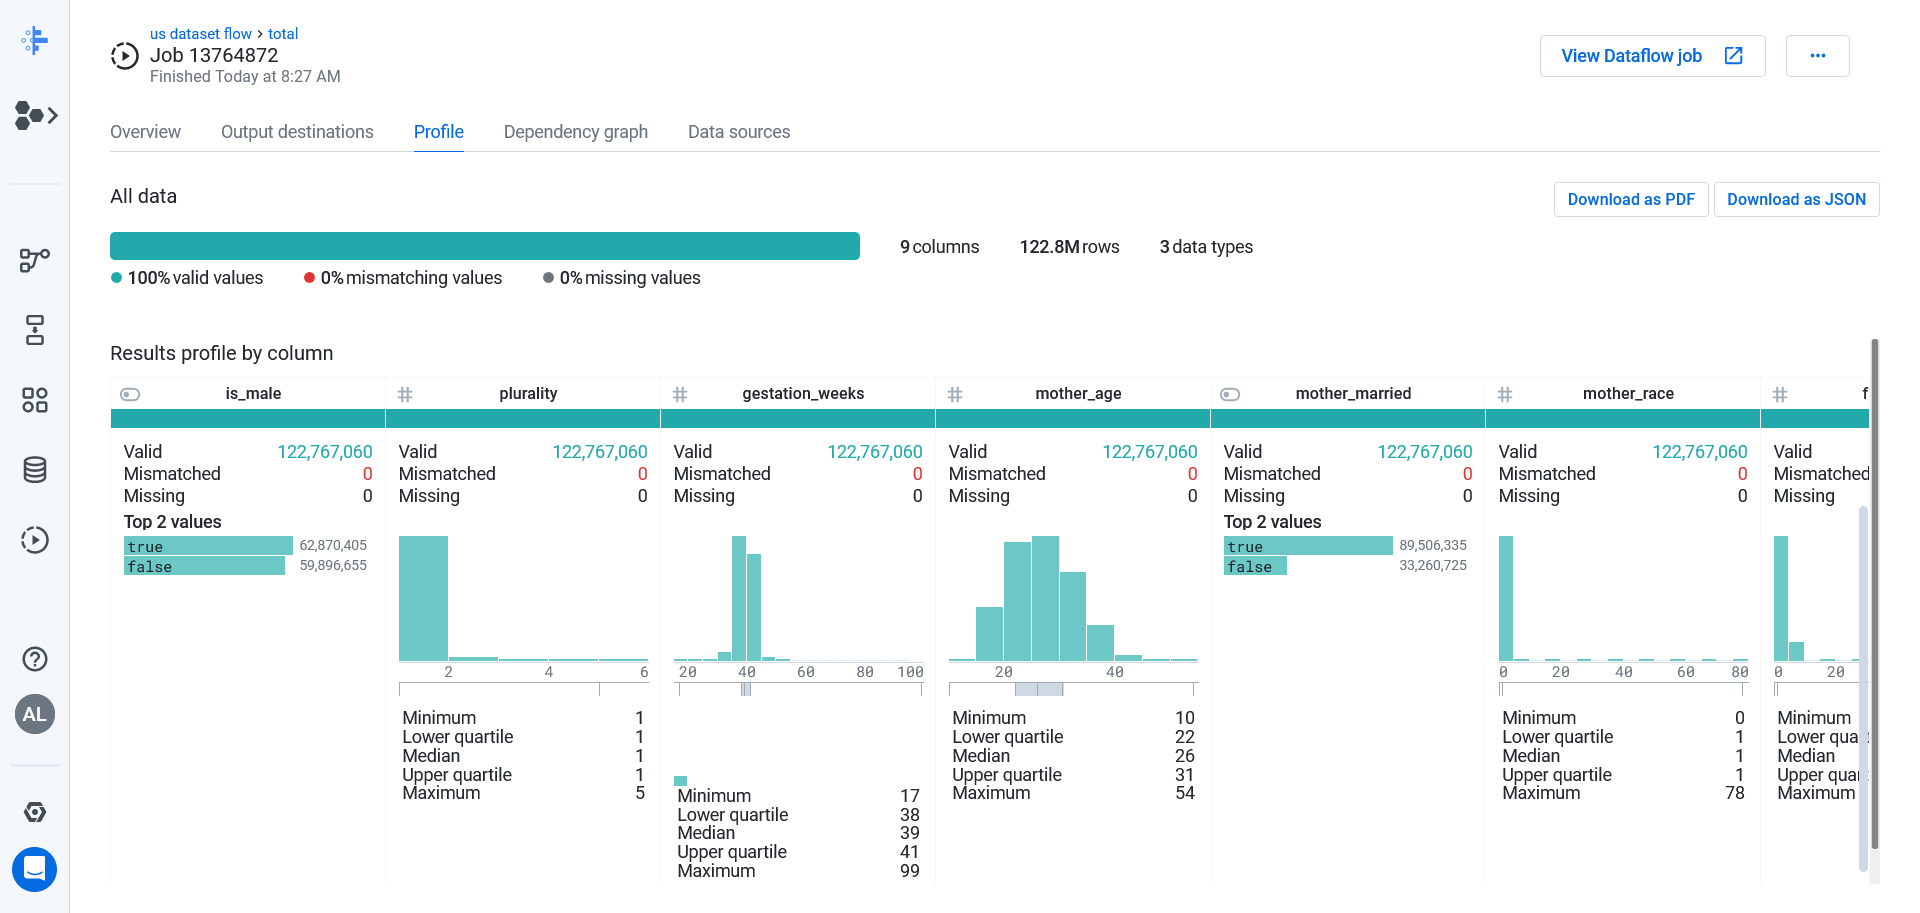 us dataset flow > total
Job 13764872
Finished Today at 8:27 AM
View Dataflow job
...
Overview Output destinations Profile Dependency graph Data sources
All data
Download as PDF Download as JSON
9 columns 122.8M rows 3 data types
100% valid values 0% mismatching values 0% missing values
Results profile by column
is_male
Valid 122,767,060
Mismatched 0
Missing 0
Top 2 values
true 62,870,405
false 59,896,655
plurality
Valid 122,767,060
Mismatched 0
Missing 0
2 4 6
Minimum 1
Lower quartile 1
Median 1
Upper quartile 1
Maximum 5
gestation_weeks
Valid 122,767,060
Mismatched 0
Missing 0
20 40 60 80 100
Minimum 17
Lower quartile 38
Median 39
Upper quartile 41
Maximum 99
mother_age
Valid 122,767,060
Mismatched 0
Missing 0
20 40
Minimum 10
Lower quartile 22
Median 26
Upper quartile 31
Maximum 54
mother_married
Valid 122,767,060
Mismatched 0
Missing 0
Top 2 values
true 89,506,335
false 33,260,725
mother_race
Valid 122,767,060
Mismatched 0
Missing 0
0 20 40 60 80
Minimum 0
Lower quartile 1
Median 1
Upper quartile 1
Maximum 78
f
Valid
Mismatched
Missing
0 20
Minimum
Lower quart
Median
Upper quar
Maximum
AL